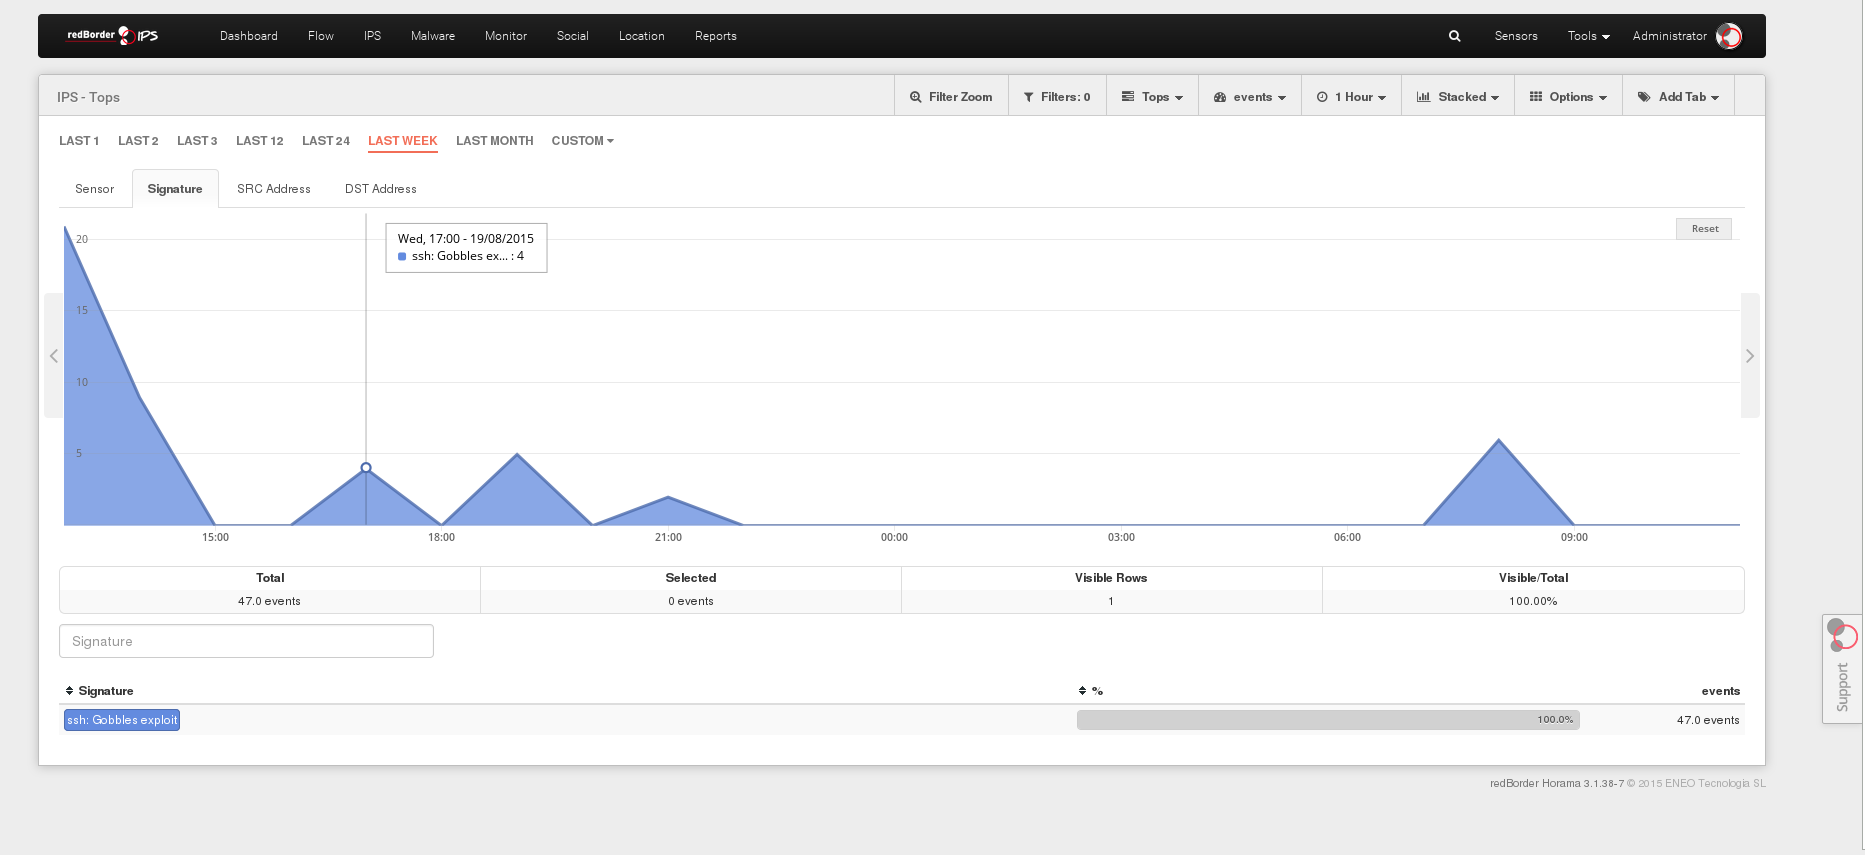 redBorder IPS Dashboard Flow IPS Malware Monitor Social Location Reports Sensors Tools Administrator
IPS - Tops Filter Zoom Filters: 0 Tops events 1 Hour Stacked Options Add Tab
LAST 1 LAST 2 LAST 3 LAST 12 LAST 24 LAST WEEK LAST MONTH CUSTOM
Sensor Signature SRC Address DST Address
Reset
Wed, 17:00 - 19/08/2015
ssh: Gobbles ex... : 4
20
15
10
5
15:00 18:00 21:00 00:00 03:00 06:00 09:00
Total Selected Visible Rows Visible/Total
47.0 events 0 events 1 100.00%
Signature
Signature % events
ssh: Gobbles exploit 100.0% 47.0 events
Support
redBorder Horama 3.1.38-7 © 2015 ENEO Tecnologia SL